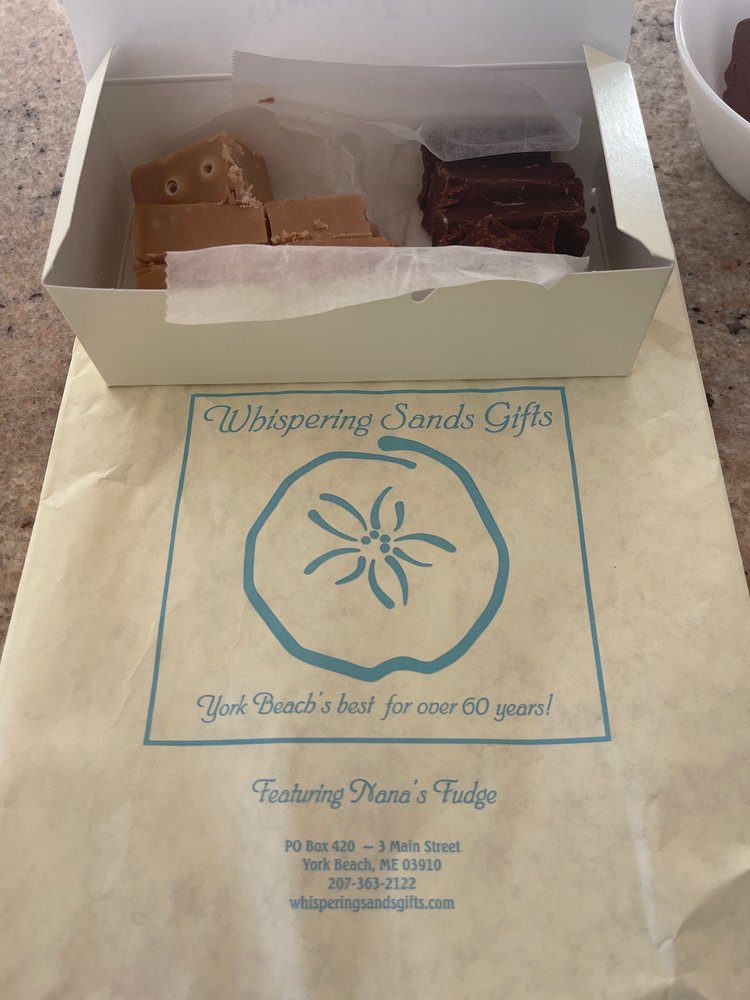 Whispering Sands Gifts
York Beach's best for over 60 years!
Featuring Nana's Fudge
PO Box 420 ~ 3 Main Street
York Beach, ME 03910
207-363-2122
whisperingsandsgifts.com